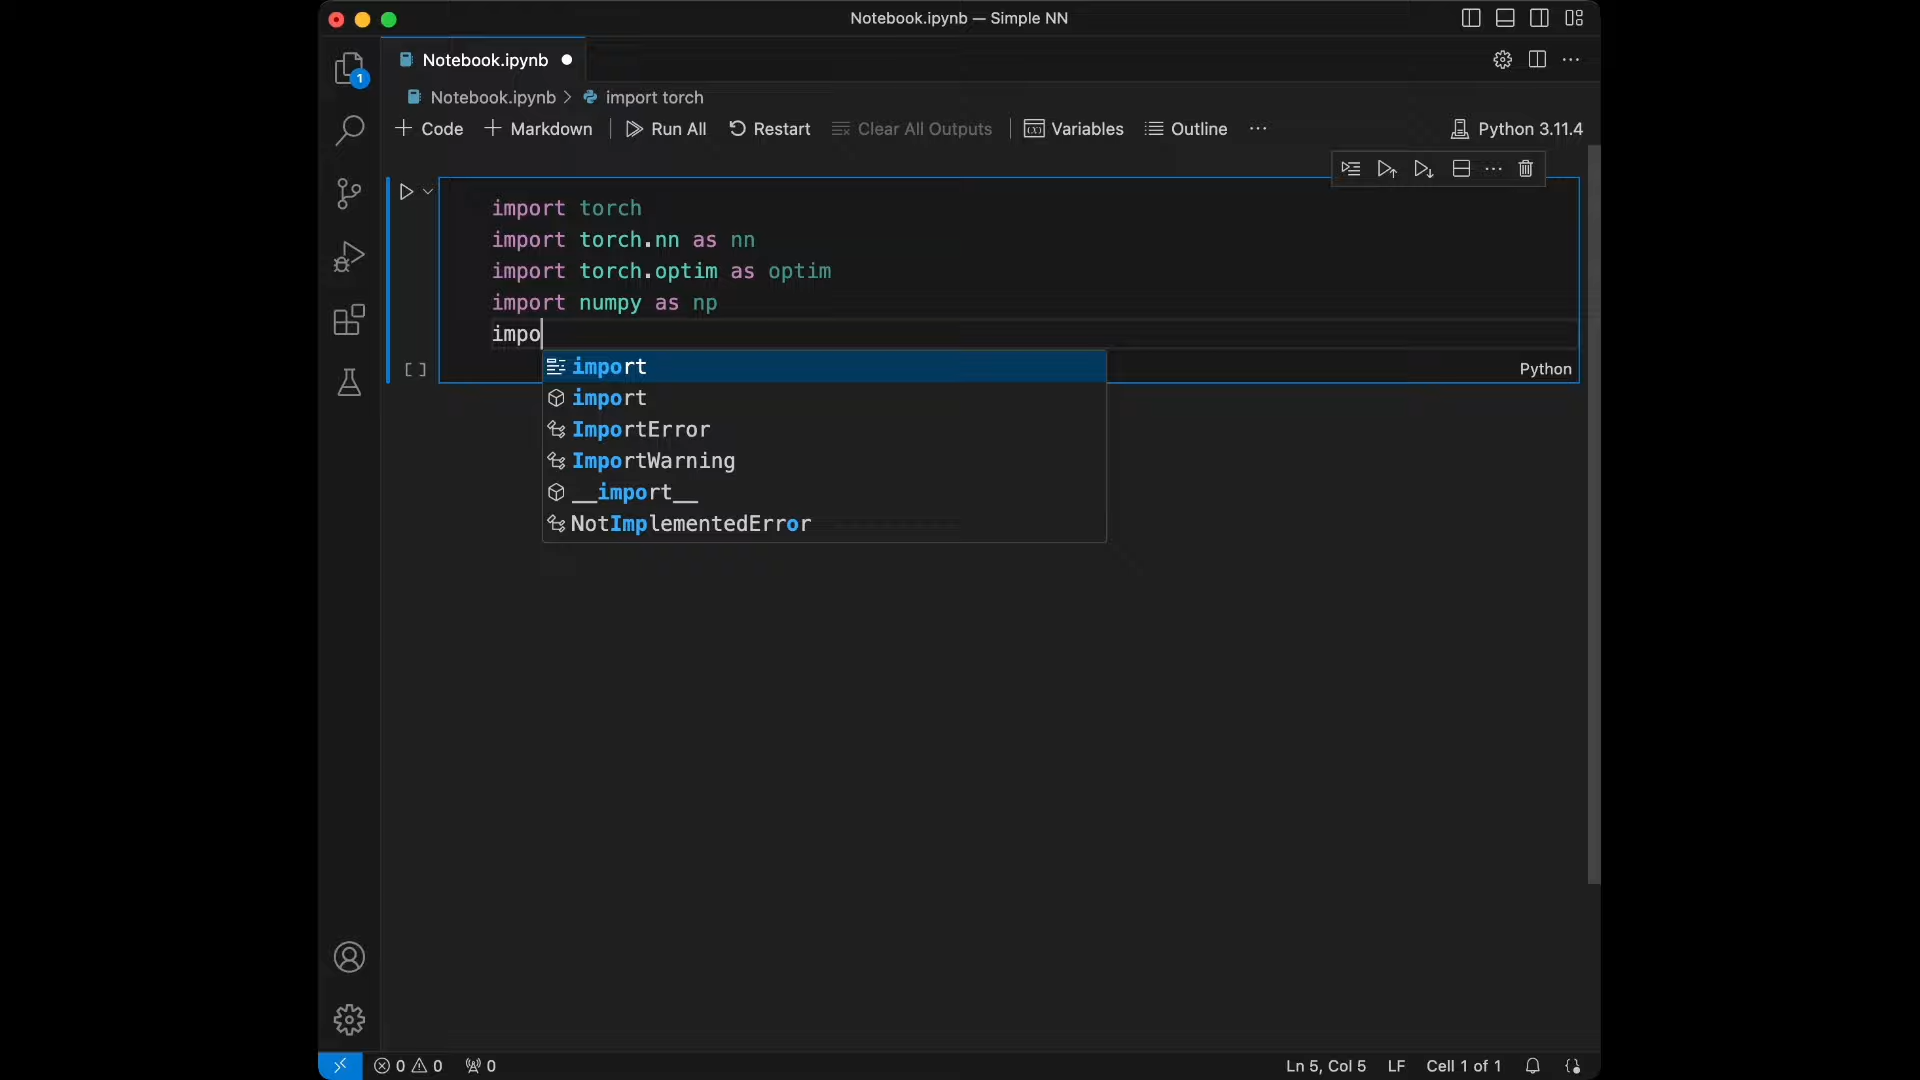 Notebook.ipynb — Simple NN
Notebook.ipynb
Notebook.ipynb > import torch
Code Markdown Run All Restart Clear All Outputs Variables Outline ··· Python 3.11.4
1
import torch
import torch.nn as nn
import torch.optim as optim
import numpy as np
impo
[ ]
Python
import
import
ImportError
ImportWarning
__import__
NotImplementedError
0 0 0 Ln 5, Col 5 LF Cell 1 of 1